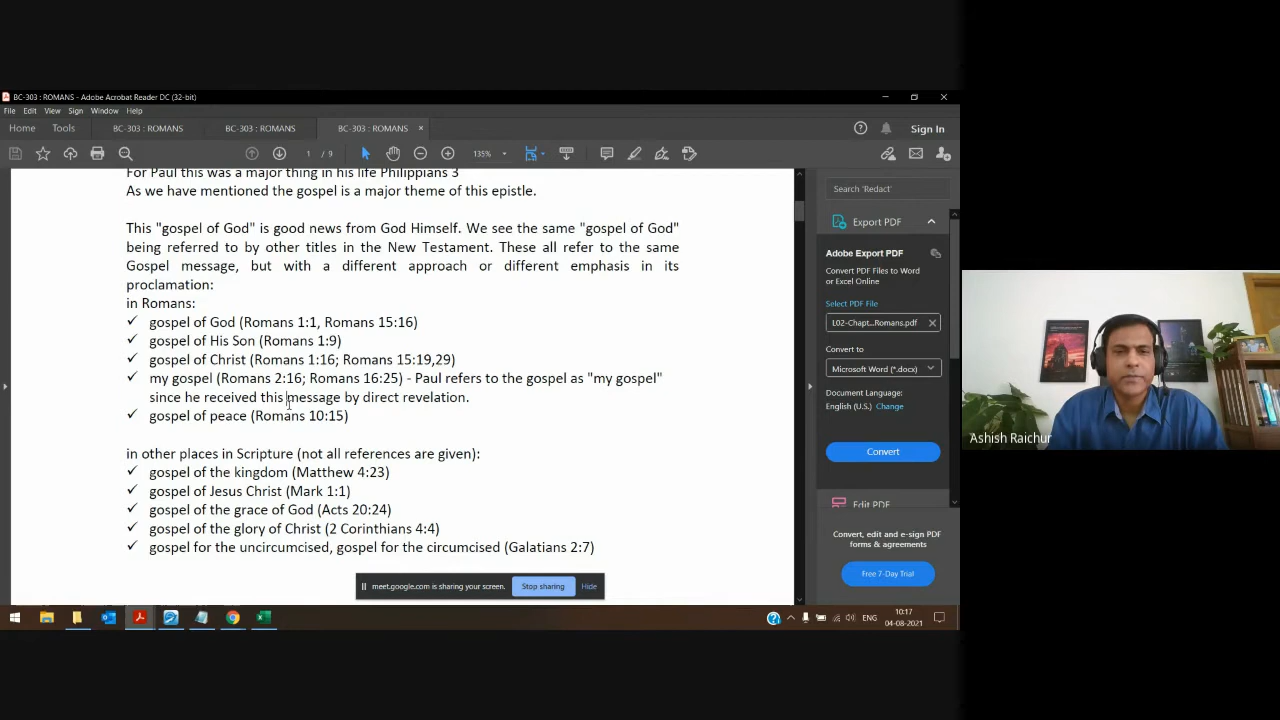 BC-303 : ROMANS - Adobe Acrobat Reader DC (32-bit)
File Edit View Sign Window Help
Home Tools BC-303 : ROMANS BC-303 : ROMANS BC-303 : ROMANS × Sign In
1 / 9 135%
For Paul this was a major thing in his life Philippians 3
As we have mentioned the gospel is a major theme of this epistle.
This "gospel of God" is good news from God Himself. We see the same "gospel of God"
being referred to by other titles in the New Testament. These all refer to the same
Gospel message, but with a different approach or different emphasis in its
proclamation:
in Romans:
✓ gospel of God (Romans 1:1, Romans 15:16)
✓ gospel of His Son (Romans 1:9)
✓ gospel of Christ (Romans 1:16; Romans 15:19,29)
✓ my gospel (Romans 2:16; Romans 16:25) - Paul refers to the gospel as "my gospel"
since he received this message by direct revelation.
✓ gospel of peace (Romans 10:15)
in other places in Scripture (not all references are given):
✓ gospel of the kingdom (Matthew 4:23)
✓ gospel of Jesus Christ (Mark 1:1)
✓ gospel of the grace of God (Acts 20:24)
✓ gospel of the glory of Christ (2 Corinthians 4:4)
✓ gospel for the uncircumcised, gospel for the circumcised (Galatians 2:7)
Search 'Redact'
Export PDF
Adobe Export PDF
Convert PDF Files to Word
or Excel Online
Select PDF File
L02-Chapt...Romans.pdf
Convert to
Microsoft Word (*.docx)
Document Language:
English (U.S.) Change
Convert
Edit PDF
Convert, edit and e-sign PDF
forms & agreements
Free 7-Day Trial
meet.google.com is sharing your screen. Stop sharing Hide
ENG
10:17
04-08-2021
Ashish Raichur